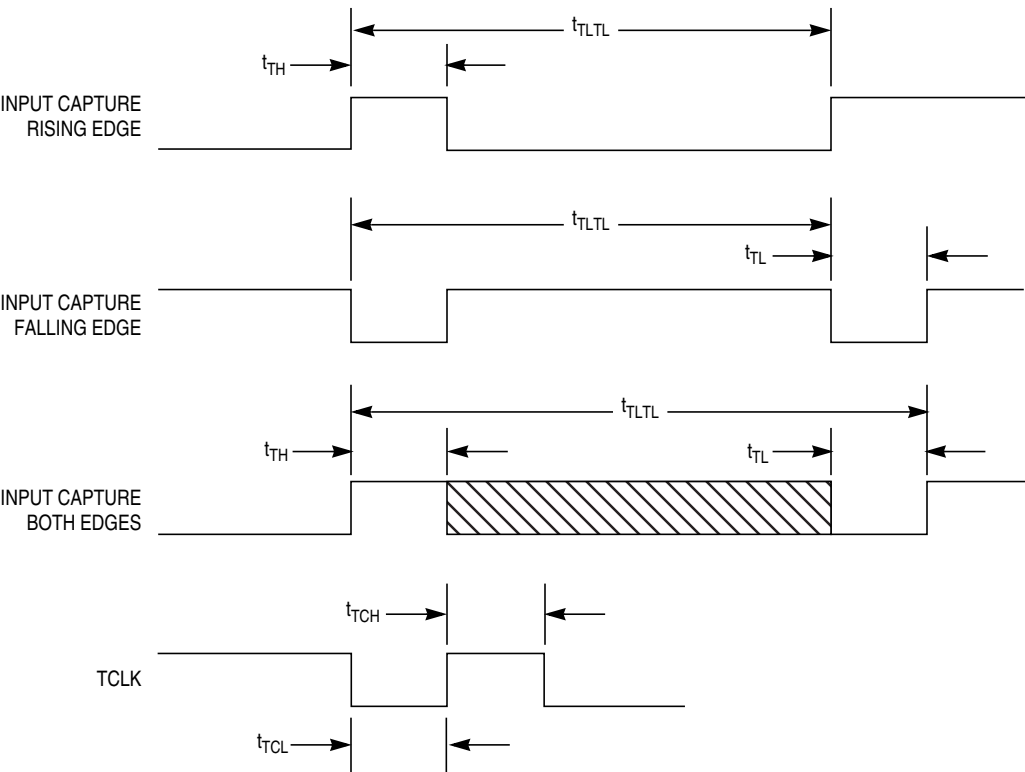 tTLTL
tTH
INPUT CAPTURE
RISING EDGE
tTLTL
tTL
INPUT CAPTURE
FALLING EDGE
tTLTL
tTH
tTL
INPUT CAPTURE
BOTH EDGES
tTCH
TCLK
tTCL